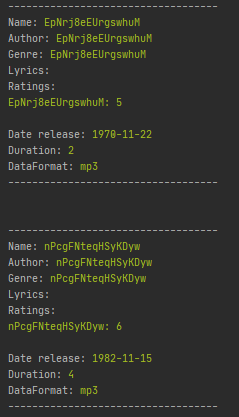 ---------------------------------
Name: EpNrj8eEUrgswhuM
Author: EpNrj8eEUrgswhuM
Genre: EpNrj8eEUrgswhuM
Lyrics:
Ratings:
EpNrj8eEUrgswhuM: 5
Date release: 1970-11-22
Duration: 2
DataFormat: mp3
---------------------------------
---------------------------------
Name: nPcgFNteqHSyKDyw
Author: nPcgFNteqHSyKDyw
Genre: nPcgFNteqHSyKDyw
Lyrics:
Ratings:
nPcgFNteqHSyKDyw: 6
Date release: 1982-11-15
Duration: 4
DataFormat: mp3
---------------------------------